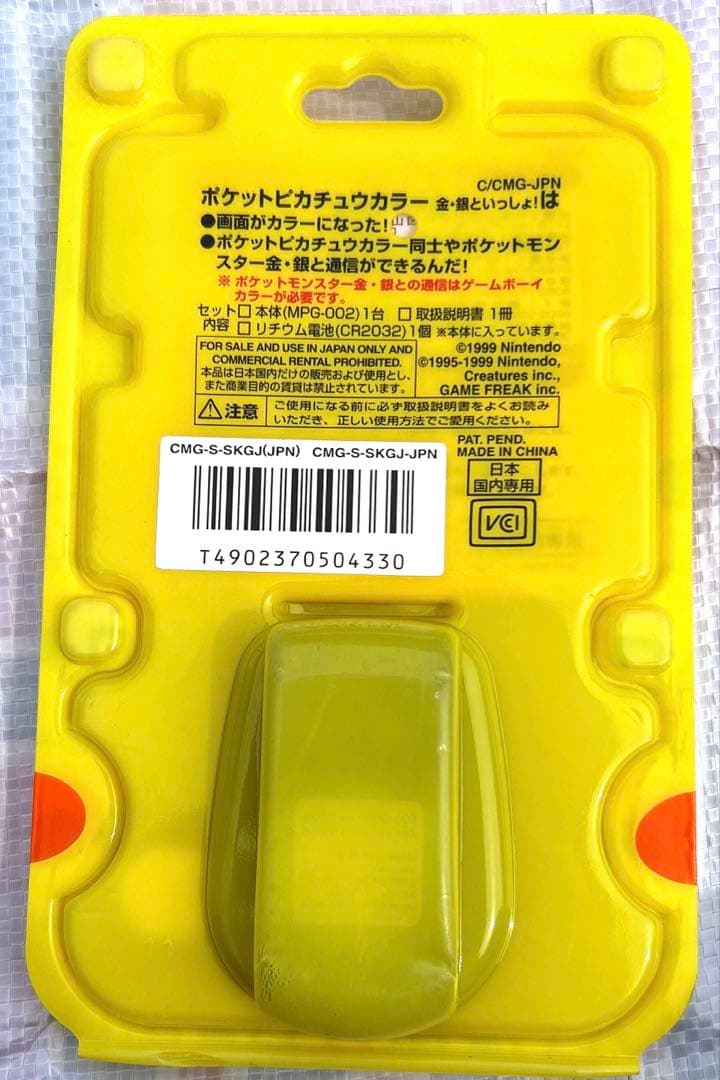 C/CMG-JPN
ポケットピカチュウカラー 金・銀といっしょ!は
●画面がカラーになった!
●ポケットピカチュウカラー同士やポケットモン
スター金・銀と通信ができるんだ!
※ポケットモンスター金・銀との通信はゲームボーイ
カラーが必要です。
セット内容 □本体(MPG-002)1台 □取扱説明書 1冊
□リチウム電池(CR2032)1個 ※本体に入っています。
FOR SALE AND USE IN JAPAN ONLY AND
COMMERCIAL RENTAL PROHIBITED.
本品は日本国内だけの販売および使用とし、
また商業目的の賃貸は禁止されています。
©1999 Nintendo
©1995-1999 Nintendo,
Creatures inc.,
GAME FREAK inc.
注意
ご使用になる前に必ず取扱説明書をよくお読み
いただき、正しい使用方法でご愛用ください。
PAT. PEND.
MADE IN CHINA
日本
国内専用
VCI
CMG-S-SKGJ(JPN) CMG-S-SKGJ-JPN
T4902370504330